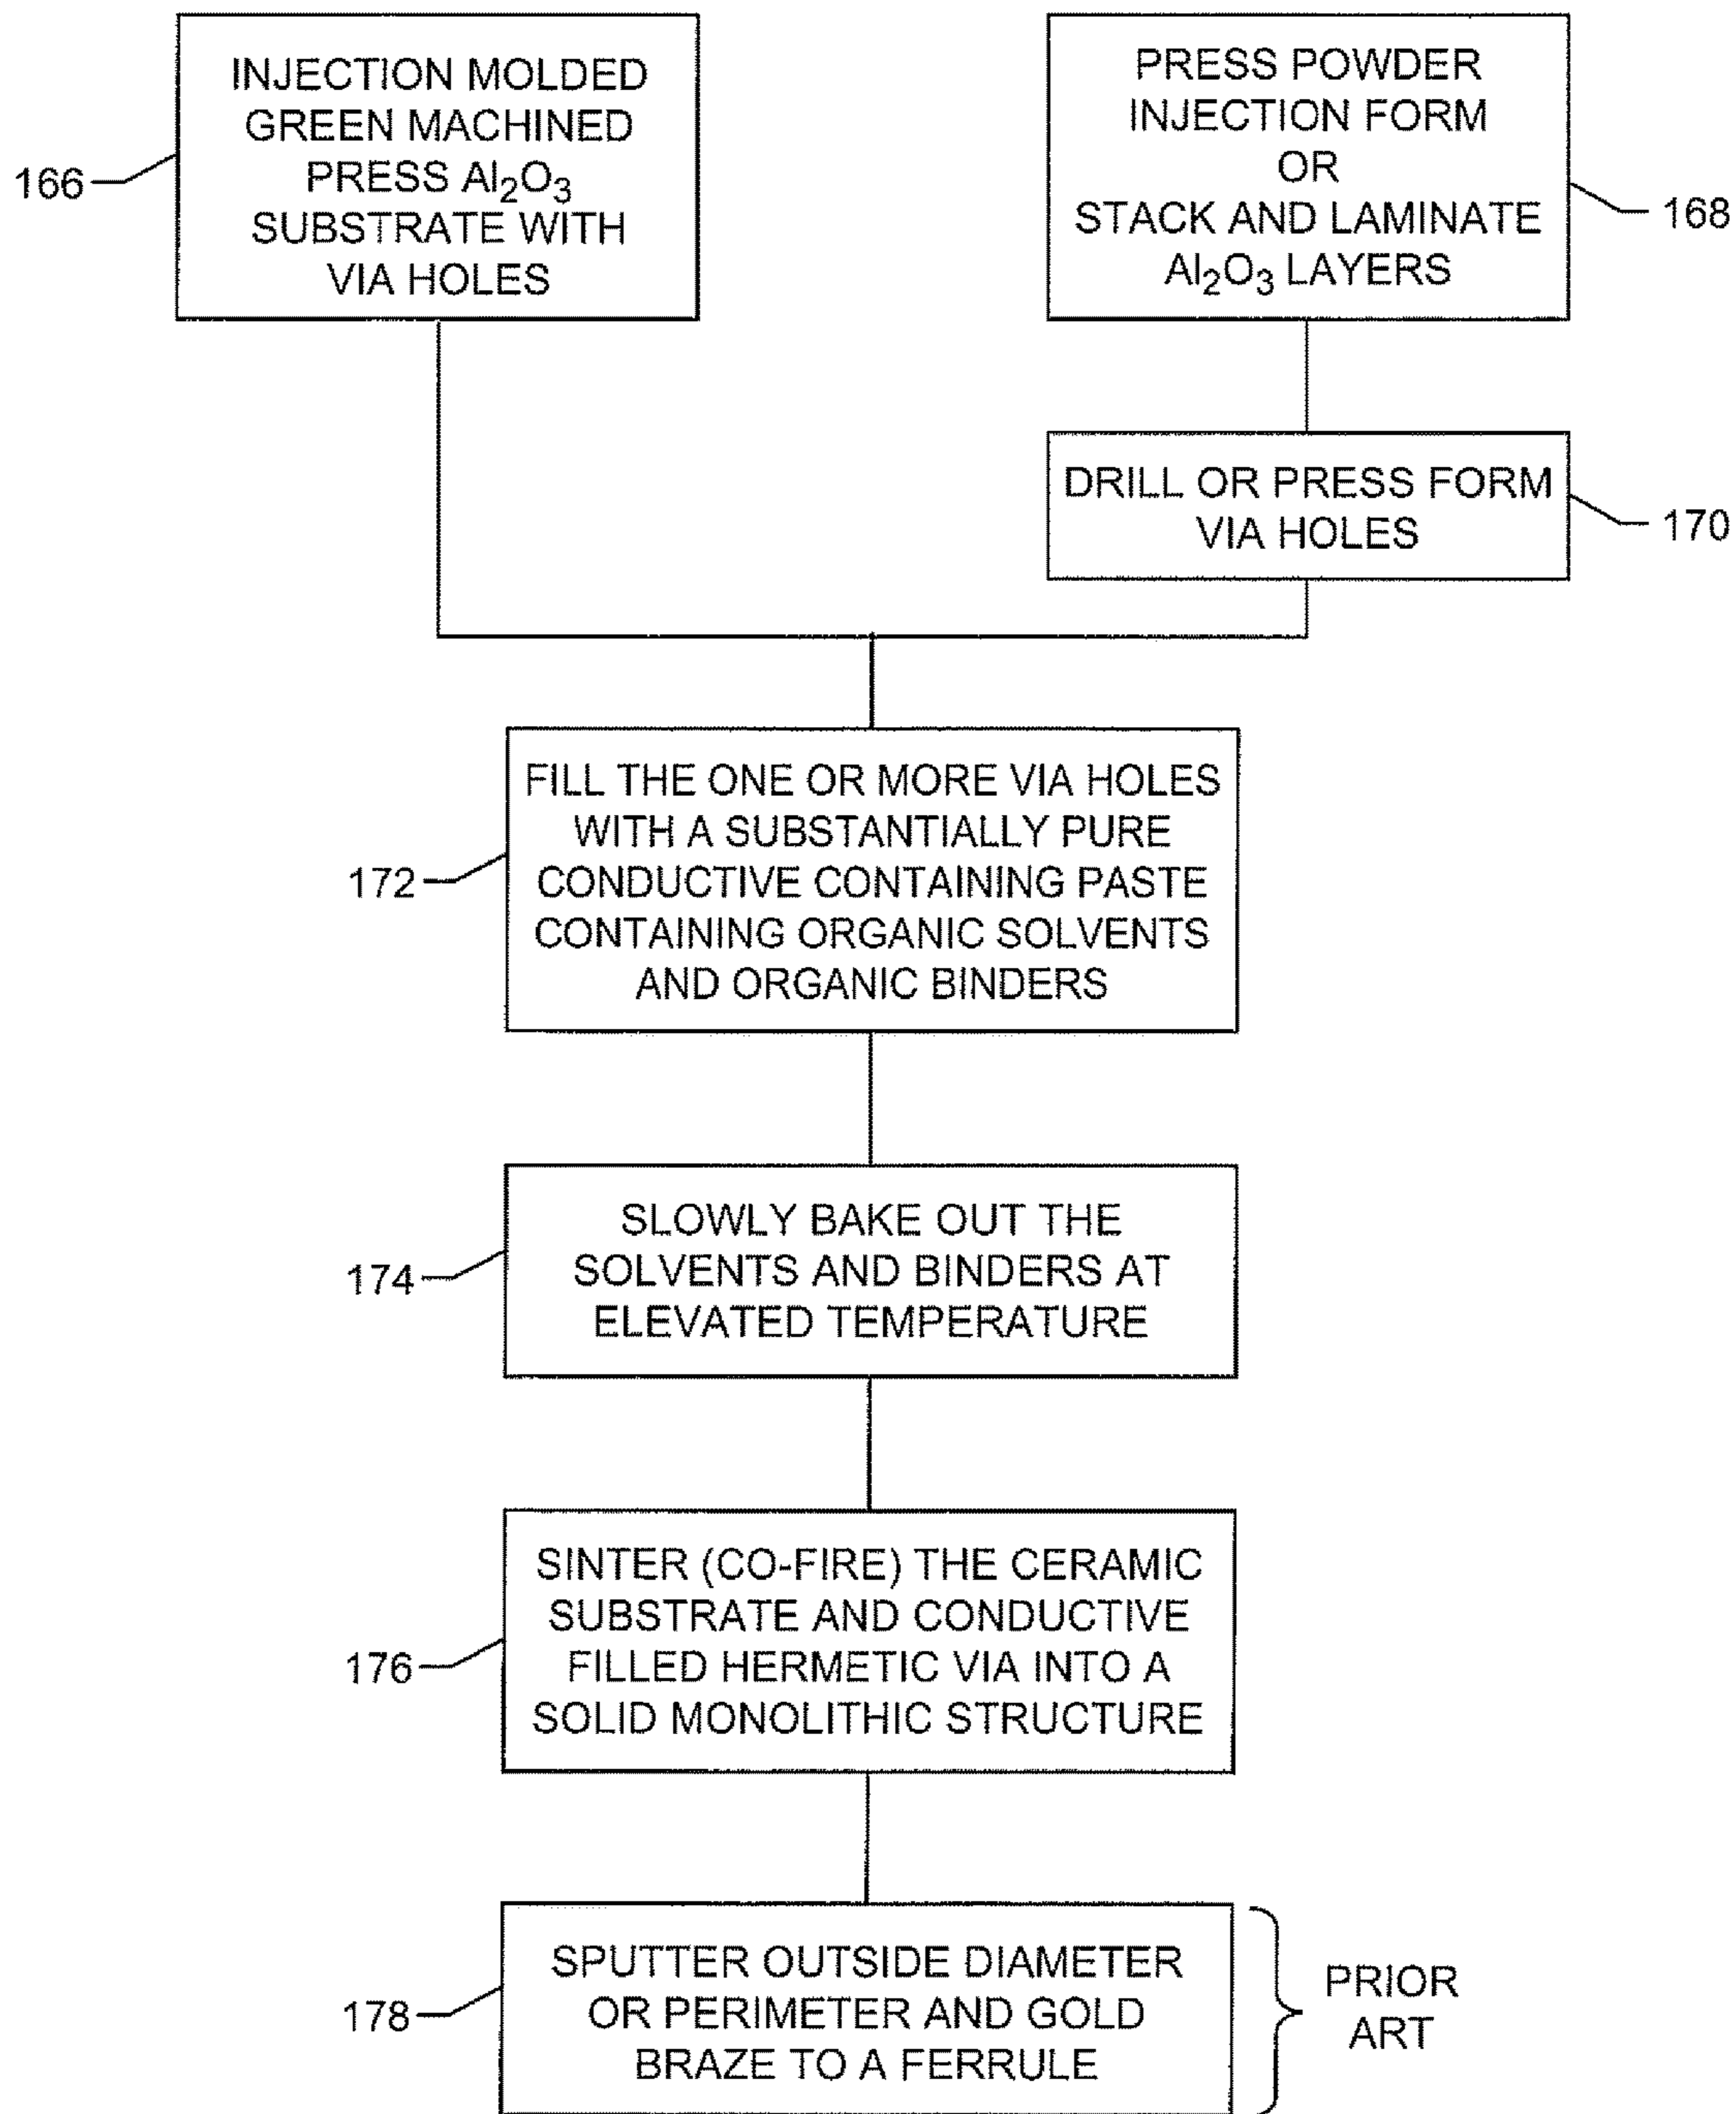 INJECTION MOLDED
GREEN MACHINED
PRESS Al₂O₃
SUBSTRATE WITH
VIA HOLES
166
PRESS POWDER
INJECTION FORM
OR
STACK AND LAMINATE
Al₂O₃ LAYERS
168
DRILL OR PRESS FORM
VIA HOLES
170
FILL THE ONE OR MORE VIA HOLES
WITH A SUBSTANTIALLY PURE
CONDUCTIVE CONTAINING PASTE
CONTAINING ORGANIC SOLVENTS
AND ORGANIC BINDERS
172
SLOWLY BAKE OUT THE
SOLVENTS AND BINDERS AT
ELEVATED TEMPERATURE
174
SINTER (CO-FIRE) THE CERAMIC
SUBSTRATE AND CONDUCTIVE
FILLED HERMETIC VIA INTO A
SOLID MONOLITHIC STRUCTURE
176
SPUTTER OUTSIDE DIAMETER
OR PERIMETER AND GOLD
BRAZE TO A FERRULE
178
PRIOR
ART